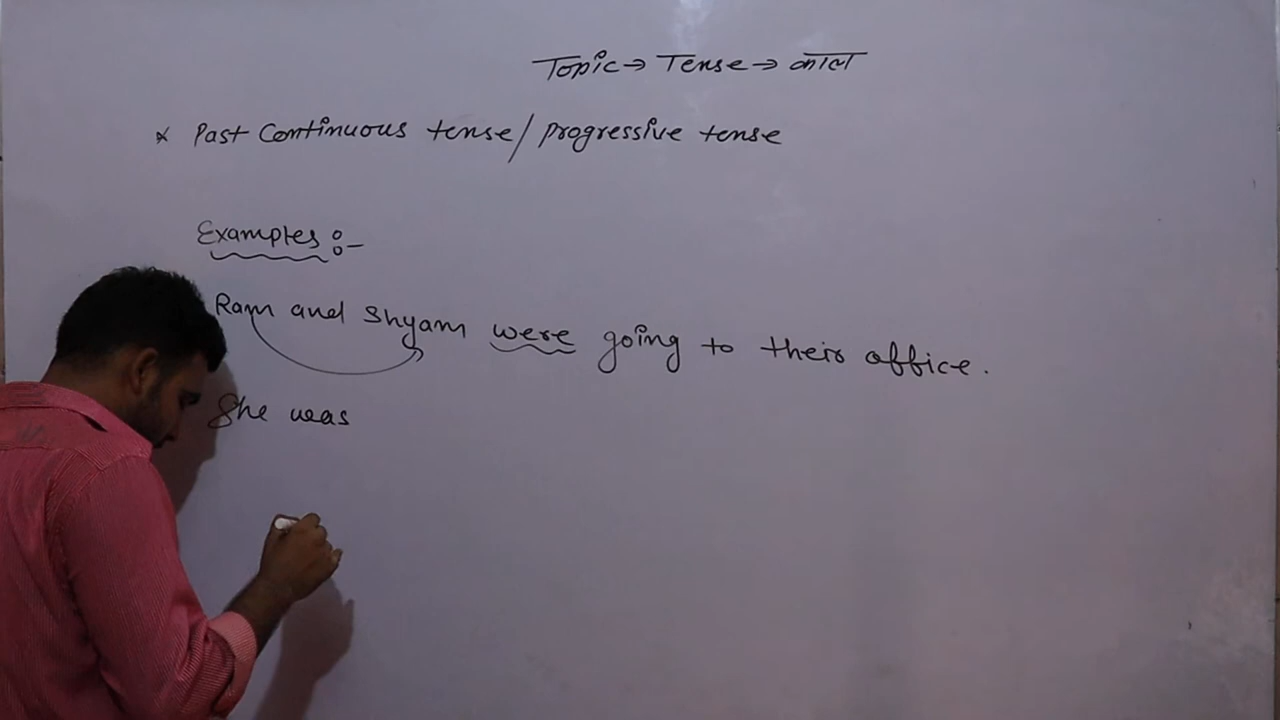 Topic → Tense → काल
* Past Continuous tense/progressive tense
Examples :-
Ram and Shyam were going to their office.
She was